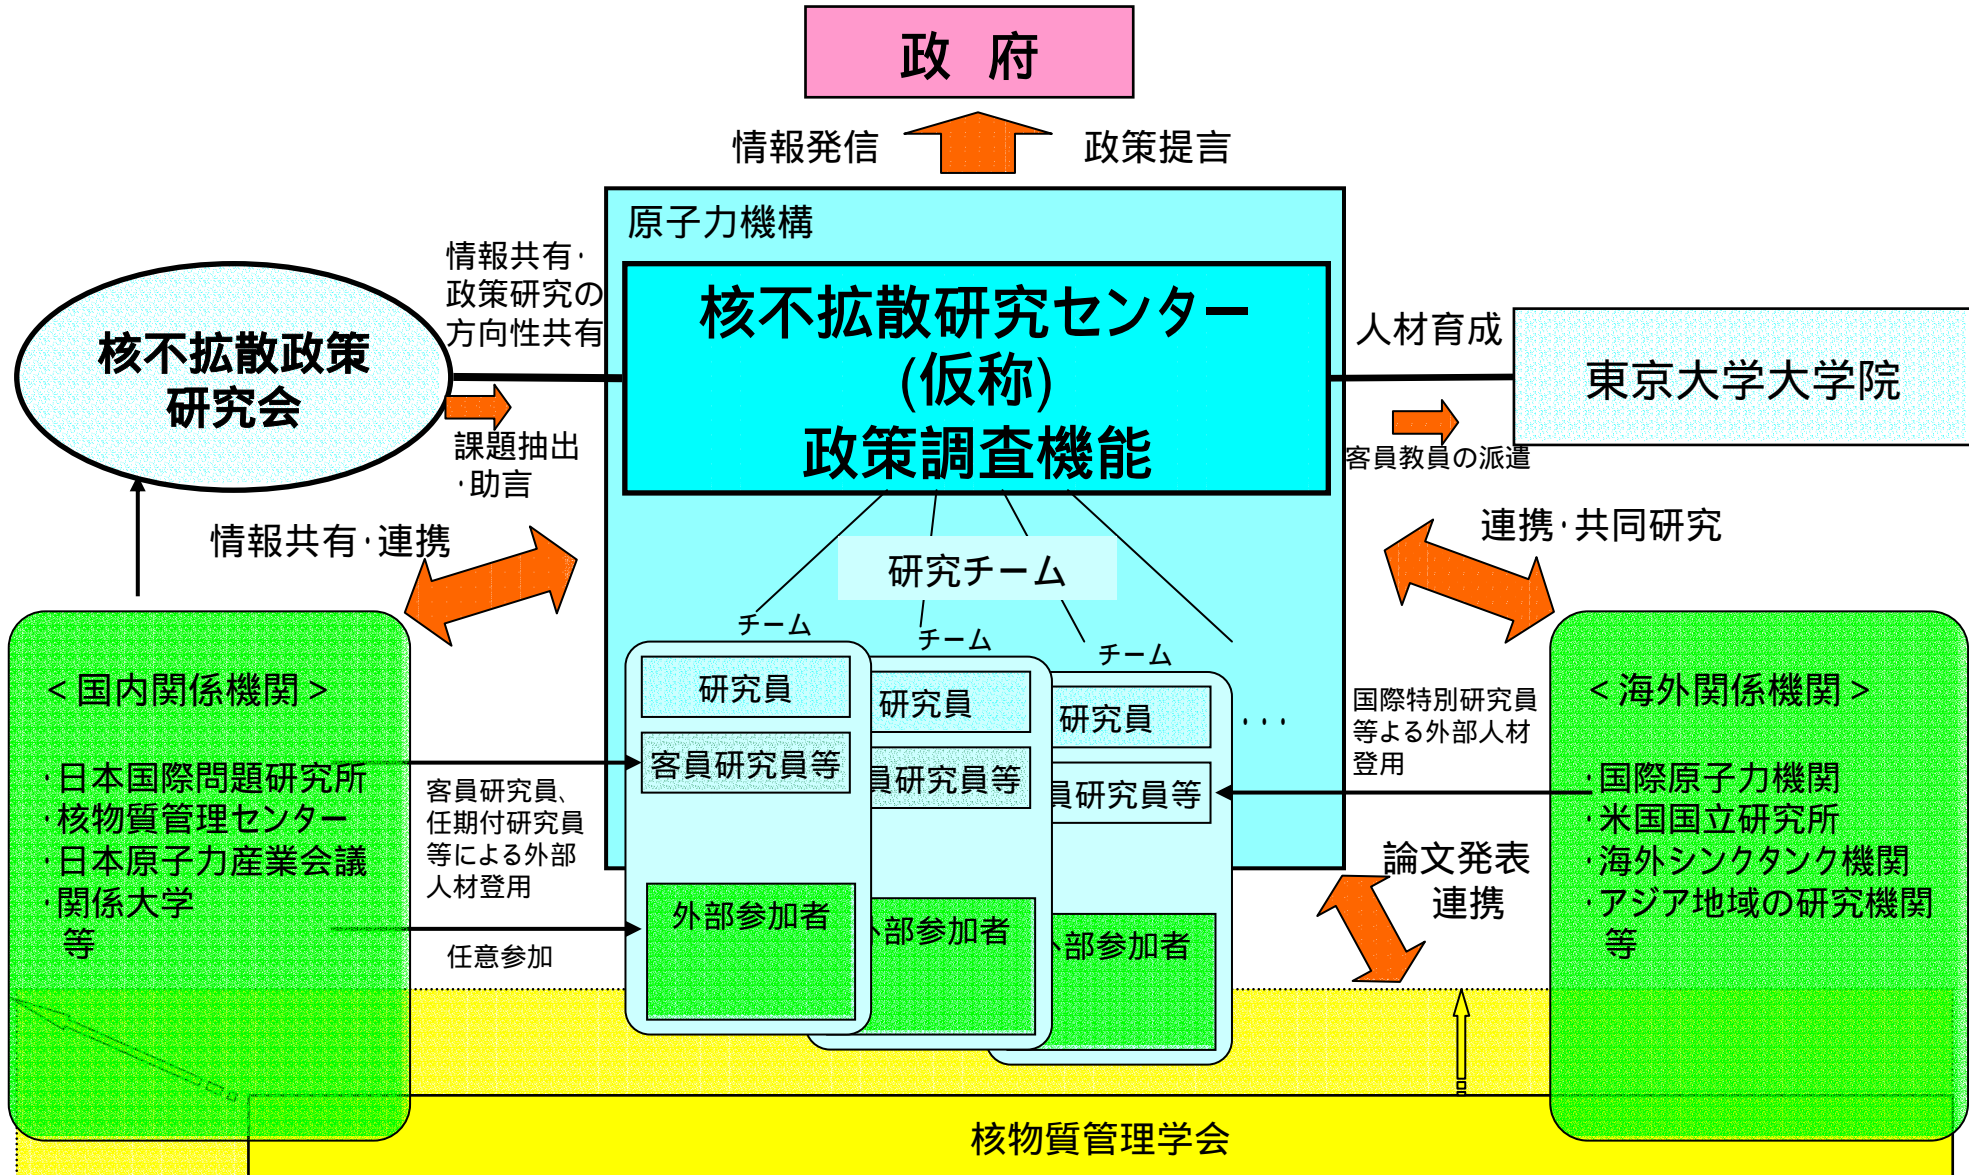 政 府
情報発信
政策提言
原子力機構
情報共有・
政策研究の
方向性共有
核不拡散研究センター
(仮称)
政策調査機能
核不拡散政策
研究会
人材育成
東京大学大学院
課題抽出
・助言
客員教員の派遣
情報共有・連携
連携・共同研究
研究チーム
チーム
チーム
チーム
研究員
研究員
研究員
・・・
客員研究員等
員研究員等
員研究員等
外部参加者
部参加者
部参加者
<国内関係機関>
・日本国際問題研究所
・核物質管理センター
・日本原子力産業会議
・関係大学
等
客員研究員、
任期付研究員
等による外部
人材登用
任意参加
国際特別研究員
等よる外部人材
登用
<海外関係機関>
・国際原子力機関
・米国国立研究所
・海外シンクタンク機関
・アジア地域の研究機関
等
論文発表
連携
核物質管理学会